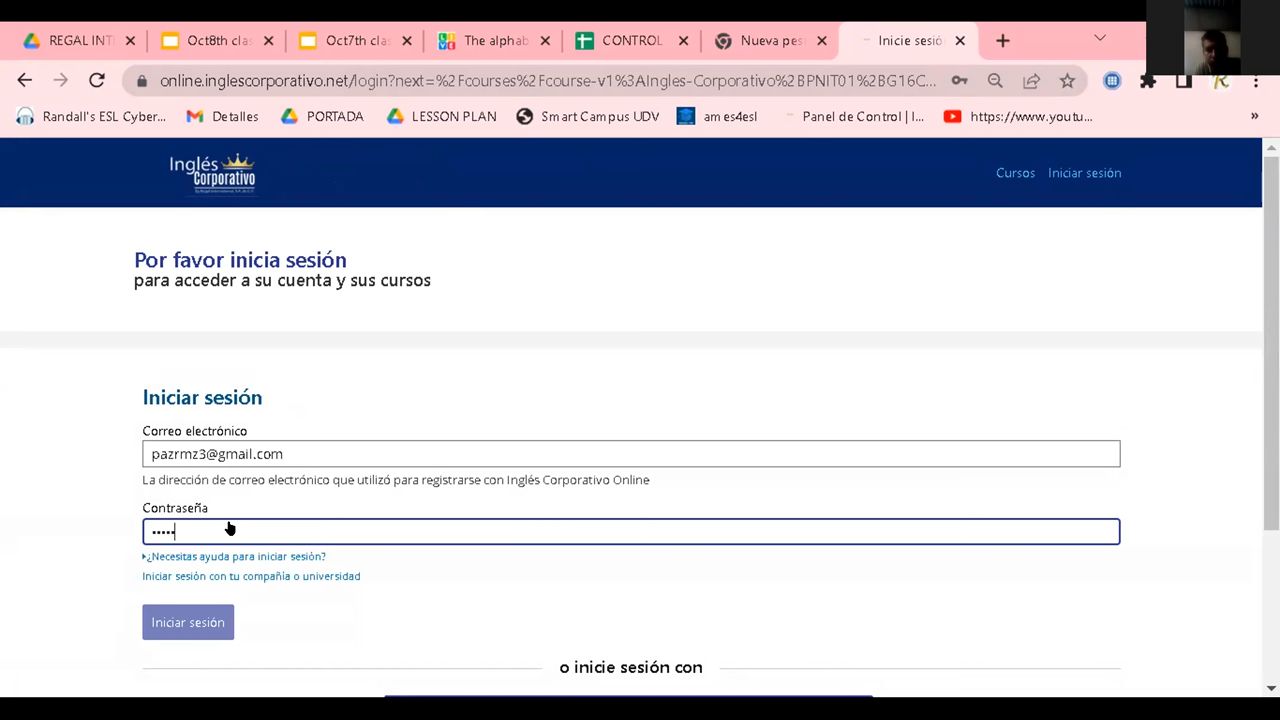 REGAL INT
Oct8th cla
Oct7th cla
The alphab
CONTROL
Nueva pes
Inicie sesió
online.inglescorporativo.net/login?next=%2Fcourses%2Fcourse-v1%3AIngles-Corporativo%2BPNIT01%2BG16C...
Randall's ESL Cyber...
Detalles
PORTADA
LESSON PLAN
Smart Campus UDV
ames4esl
Panel de Control | I...
https://www.youtu...
»
Inglés
Corporativo
Cursos
Iniciar sesión
Por favor inicia sesión
para acceder a su cuenta y sus cursos
Iniciar sesión
Correo electrónico
pazrmz3@gmail.com
La dirección de correo electrónico que utilizó para registrarse con Inglés Corporativo Online
Contraseña
•••••
¿Necesitas ayuda para iniciar sesión?
Iniciar sesión con tu compañía o universidad
Iniciar sesión
o inicie sesión con